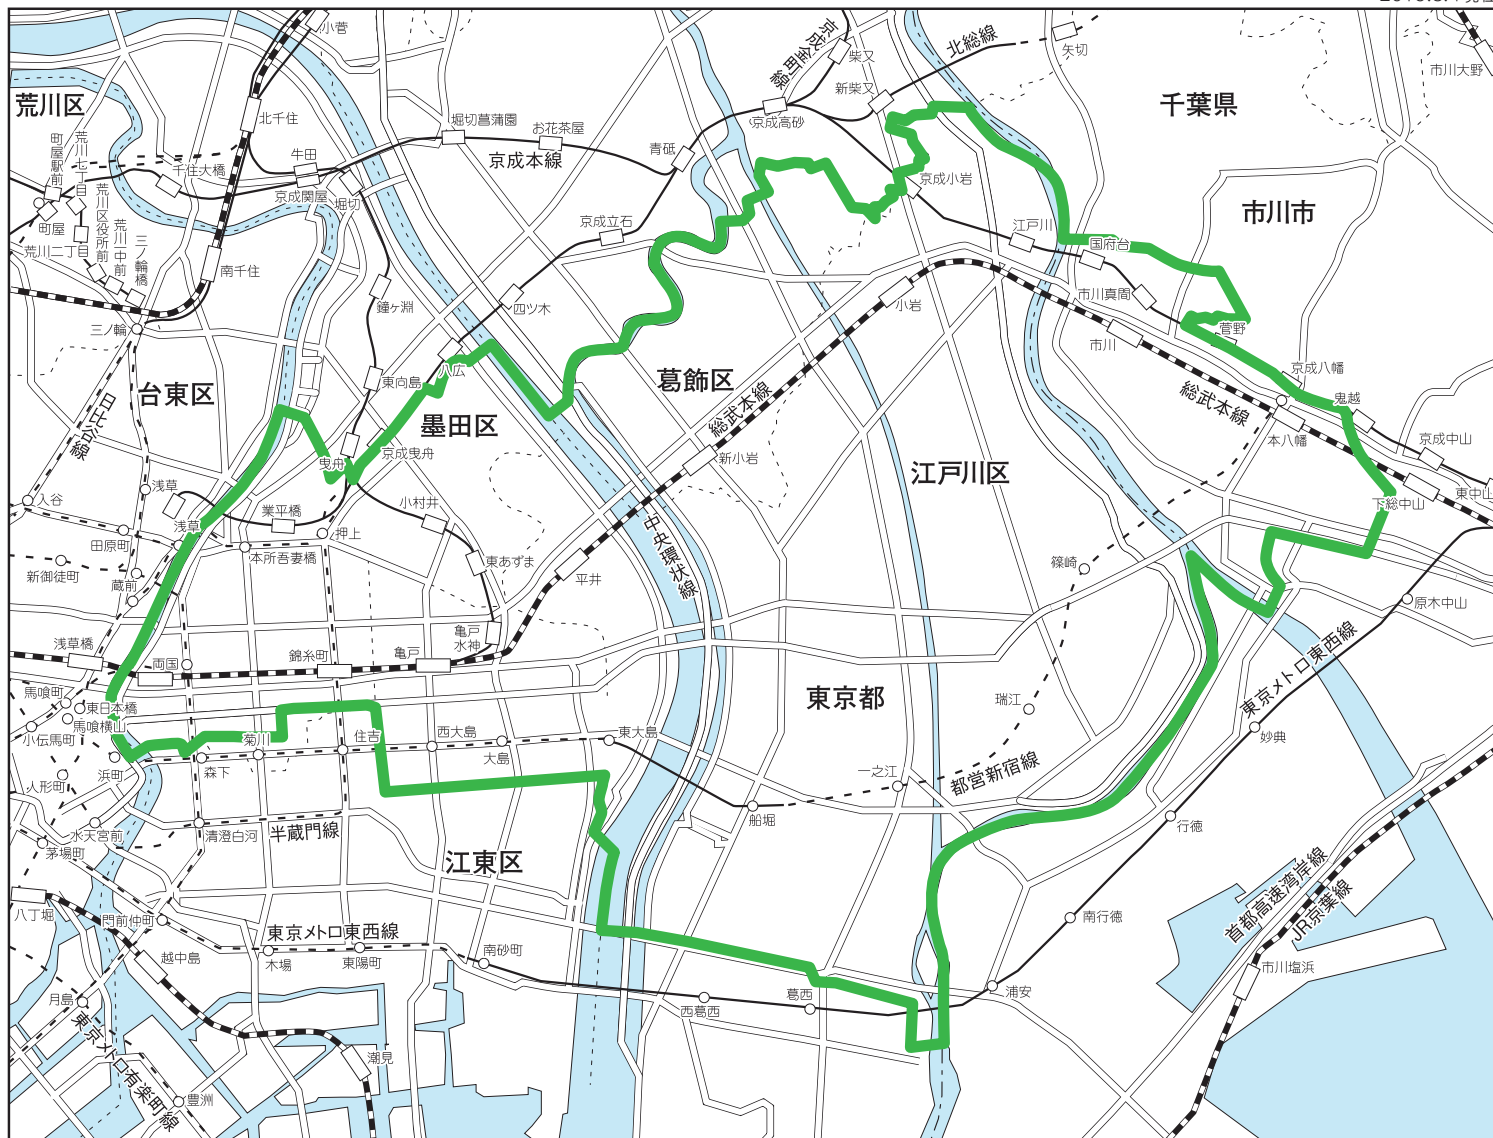 小菅
京成金町線
柴又
北総線
矢切
市川大野
荒川区
北千住
堀切菖蒲園
お花茶屋
京成高砂
新柴又
千葉県
町屋駅前
荒川七丁目
千住大橋
牛田
京成本線
青砥
京成関屋
堀切
荒川区役所前
町屋
荒川二丁目
荒川一中前
三ノ輪橋
南千住
京成立石
京成小岩
江戸川
国府台
市川市
鐘ヶ淵
四ツ木
小岩
市川真間
三ノ輪
市川
菅野
台東区
日比谷線
東向島
八広
葛飾区
総武本線
京成八幡
総武本線
鬼越
墨田区
曳舟
京成曳舟
本八幡
京成中山
新小岩
江戸川区
入谷
浅草
業平橋
小村井
下総中山
東中山
田原町
浅草
本所吾妻橋
押上
中央環状線
新御徒町
蔵前
東あずま
平井
篠崎
原木中山
浅草橋
両国
錦糸町
亀戸
亀戸水神
東京都
東京メトロ東西線
馬喰町
東日本橋
馬喰横山
小伝馬町
菊川
住吉
西大島
大島
東大島
瑞江
妙典
浜町
森下
人形町
一之江
都営新宿線
水天宮前
茅場町
清澄白河
半蔵門線
船堀
行徳
江東区
首都高速湾岸線
JR京葉線
八丁堀
門前仲町
東京メトロ東西線
南行徳
越中島
木場
東陽町
南砂町
市川塩浜
月島
西葛西
葛西
浦安
東京メトロ有楽町線
潮見
豊洲